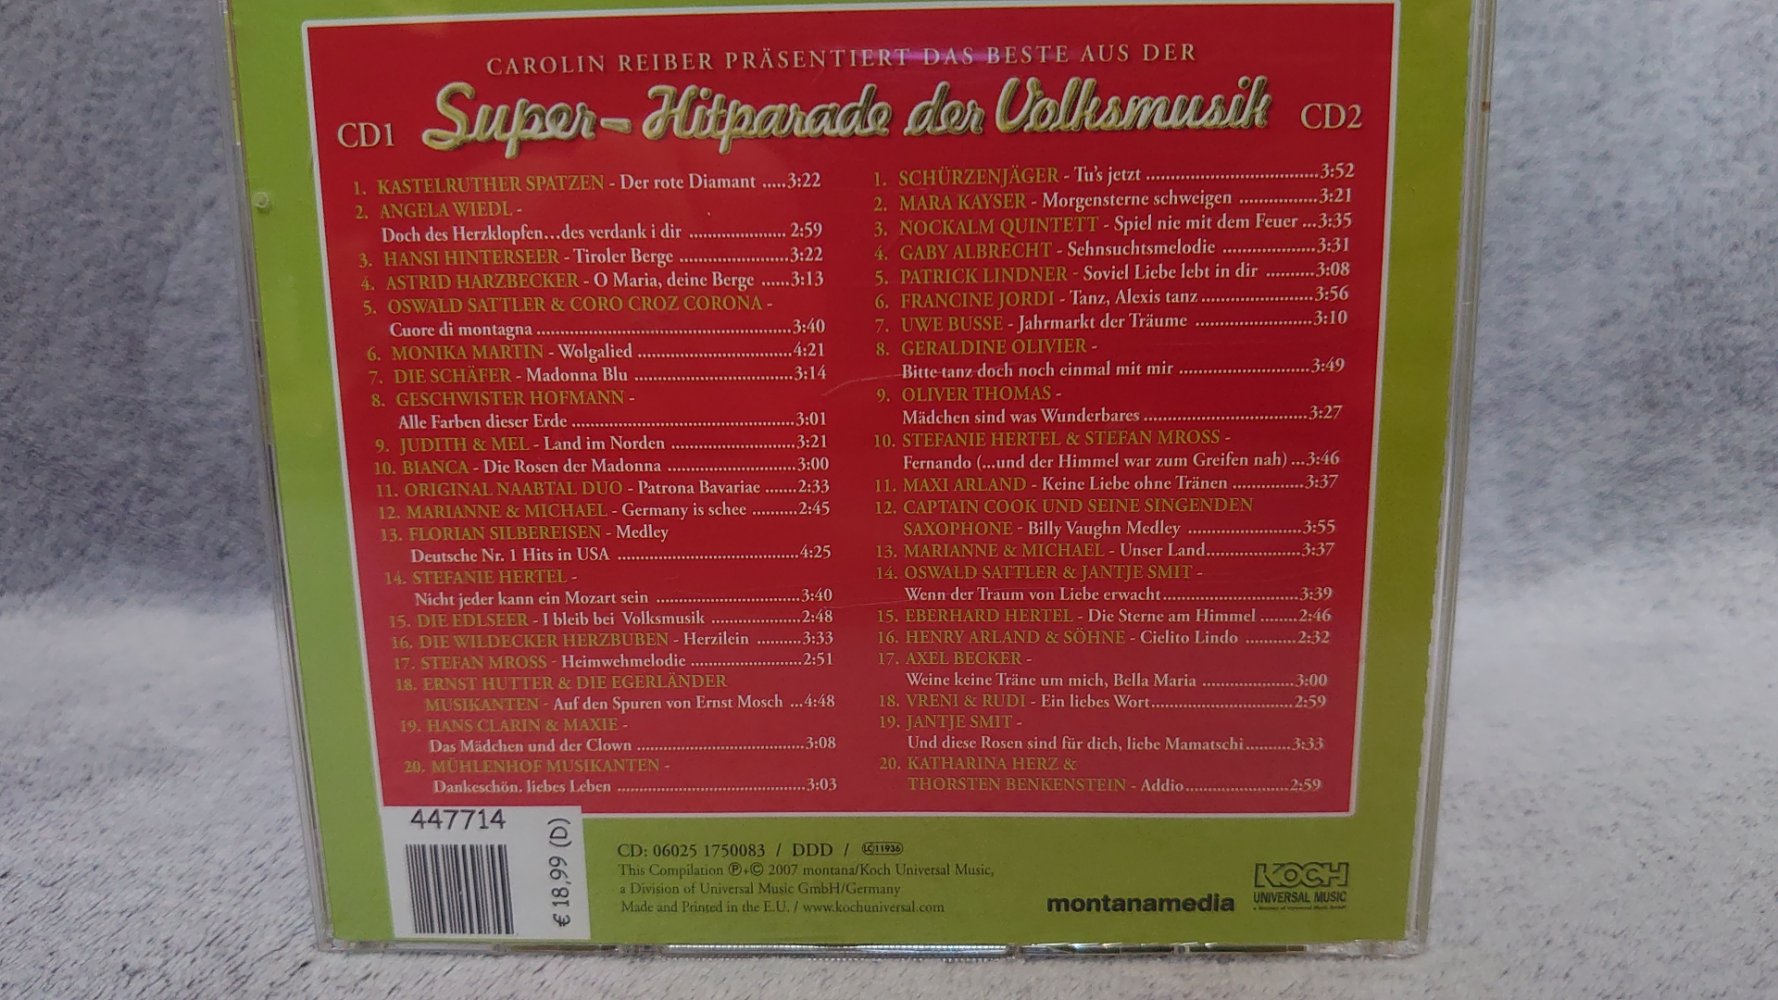 CAROLIN REIBER PRÄSENTIERT DAS BESTE AUS DER
Super-Hitparade der Volksmusik
CD1
1. KASTELRUTHER SPATZEN - Der rote Diamant .....3:22
2. ANGELA WIEDL -
Doch des Herzklopfen...des verdank i dir .................... 2:59
3. HANSI HINTERSEER - Tiroler Berge .......................3:22
4. ASTRID HARZBECKER - O Maria, deine Berge ......3:13
5. OSWALD SATTLER & CORO CROZ CORONA -
Cuore di montagna .....................................................3:40
6. MONIKA MARTIN - Wolgalied ................................4:21
7. DIE SCHÄFER - Madonna Blu .................................3:14
8. GESCHWISTER HOFMANN -
Alle Farben dieser Erde ...............................................3:01
9. JUDITH & MEL - Land im Norden ..........................3:21
10. BIANCA - Die Rosen der Madonna ...........................3:00
11. ORIGINAL NAABTAL DUO - Patrona Bavariae .......2:33
12. MARIANNE & MICHAEL - Germany is schee ..........2:45
13. FLORIAN SILBEREISEN - Medley
Deutsche Nr. 1 Hits in USA ......................................4:25
14. STEFANIE HERTEL -
Nicht jeder kann ein Mozart sein ...............................3:40
15. DIE EDLSEER - I bleib bei Volksmusik ...................2:48
16. DIE WILDECKER HERZBUBEN - Herzilein ..........3:33
17. STEFAN MROSS - Heimwehmelodie ........................2:51
18. ERNST HUTTER & DIE EGERLÄNDER
MUSIKANTEN - Auf den Spuren von Ernst Mosch ...4:48
19. HANS CLARIN & MAXIE -
Das Mädchen und der Clown .....................................3:08
20. MÜHLENHOF MUSIKANTEN -
Dankeschön, liebes Leben .........................................3:03
CD2
1. SCHÜRZENJÄGER - Tu's jetzt ...................................3:52
2. MARA KAYSER - Morgensterne schweigen ................3:21
3. NOCKALM QUINTETT - Spiel nie mit dem Feuer ...3:35
4. GABY ALBRECHT - Sehnsuchtsmelodie ...................3:31
5. PATRICK LINDNER - Soviel Liebe lebt in dir ..........3:08
6. FRANCINE JORDI - Tanz, Alexis tanz.......................3:56
7. UWE BUSSE - Jahrmarkt der Träume ........................3:10
8. GERALDINE OLIVIER -
Bitte tanz doch noch einmal mit mir ...........................3:49
9. OLIVER THOMAS -
Mädchen sind was Wunderbares ..................................3:27
10. STEFANIE HERTEL & STEFAN MROSS -
Fernando (...und der Himmel war zum Greifen nah) ...3:46
11. MAXI ARLAND - Keine Liebe ohne Tränen ...............3:37
12. CAPTAIN COOK UND SEINE SINGENDEN
SAXOPHONE - Billy Vaughn Medley ........................3:55
13. MARIANNE & MICHAEL - Unser Land....................3:37
14. OSWALD SATTLER & JANTJE SMIT -
Wenn der Traum von Liebe erwacht.............................3:39
15. EBERHARD HERTEL - Die Sterne am Himmel ........2:46
16. HENRY ARLAND & SÖHNE - Cielito Lindo ...........2:32
17. AXEL BECKER -
Weine keine Träne um mich, Bella Maria ....................3:00
18. VRENI & RUDI - Ein liebes Wort..............................2:59
19. JANTJE SMIT -
Und diese Rosen sind für dich, liebe Mamatschi..........3:33
20. KATHARINA HERZ &
THORSTEN BENKENSTEIN - Addio.......................2:59
447714
€ 18,99 (D)
CD: 06025 1750083 / DDD / LC 11936
This Compilation ℗+© 2007 montana/Koch Universal Music,
a Division of Universal Music GmbH/Germany
Made and Printed in the E.U. / www.kochuniversal.com
montanamedia
KOCH
UNIVERSAL MUSIC